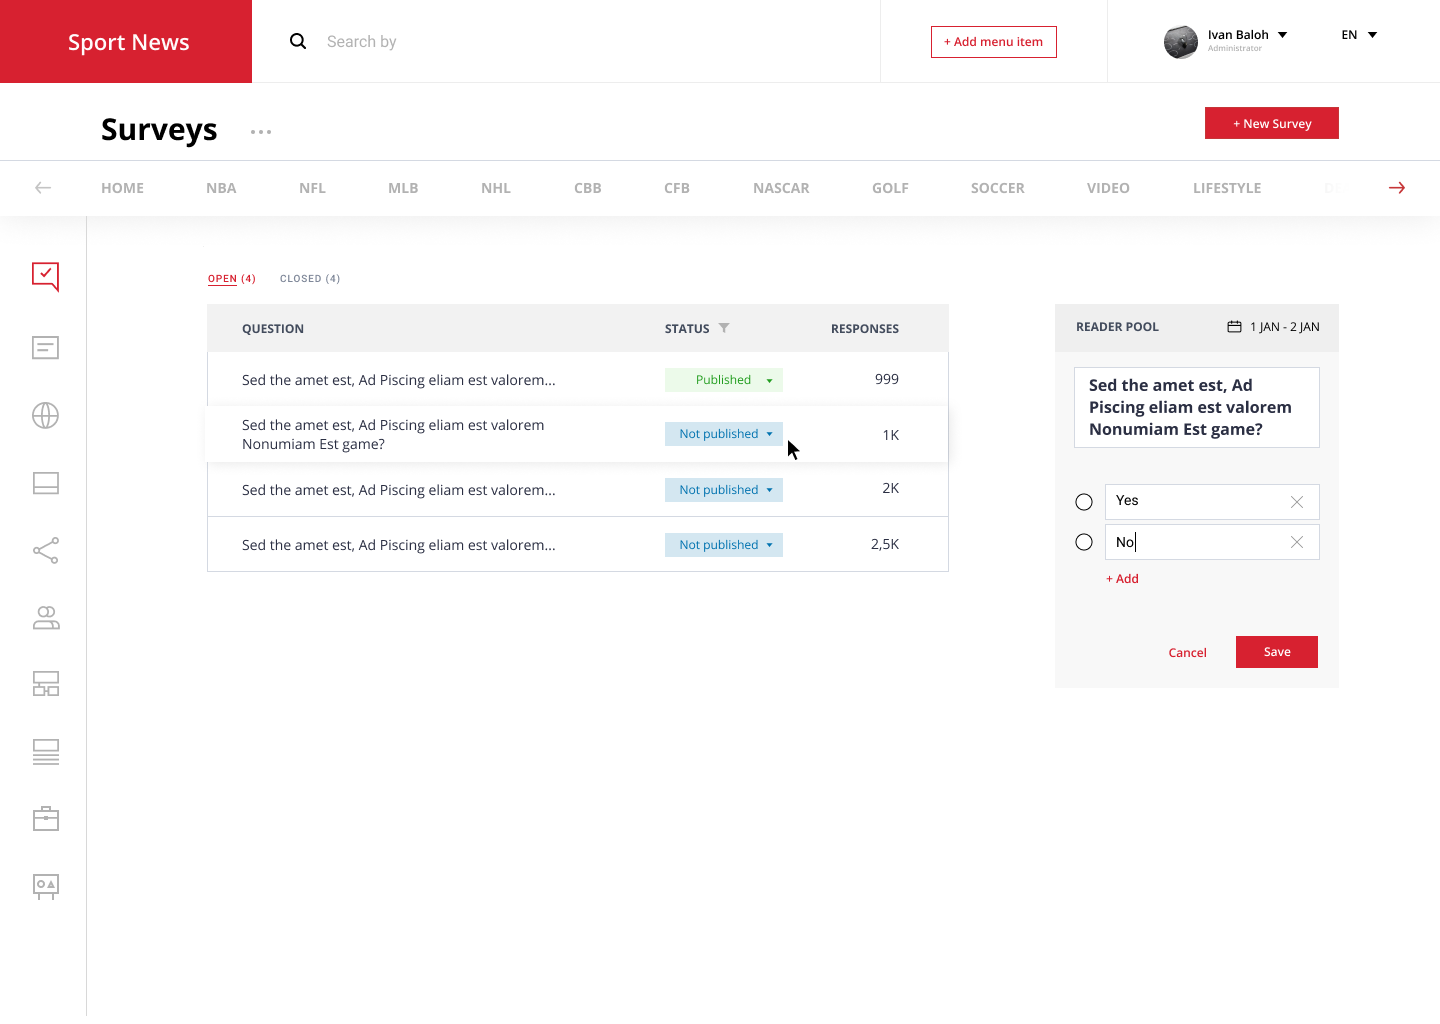 Sport News
Search by
+ Add menu item
Ivan Baloh
Administrator
EN
Surveys
+ New Survey
HOME NBA NFL MLB NHL CBB CFB NASCAR GOLF SOCCER VIDEO LIFESTYLE
OPEN (4) CLOSED (4)
QUESTION STATUS RESPONSES
Sed the amet est, Ad Piscing eliam est valorem... Published 999
Sed the amet est, Ad Piscing eliam est valorem
Nonumiam Est game?
Not published 1K
Sed the amet est, Ad Piscing eliam est valorem... Not published 2K
Sed the amet est, Ad Piscing eliam est valorem... Not published 2,5K
READER POOL 1 JAN - 2 JAN
Sed the amet est, Ad
Piscing eliam est valorem
Nonumiam Est game?
Yes
No
+ Add
Cancel Save